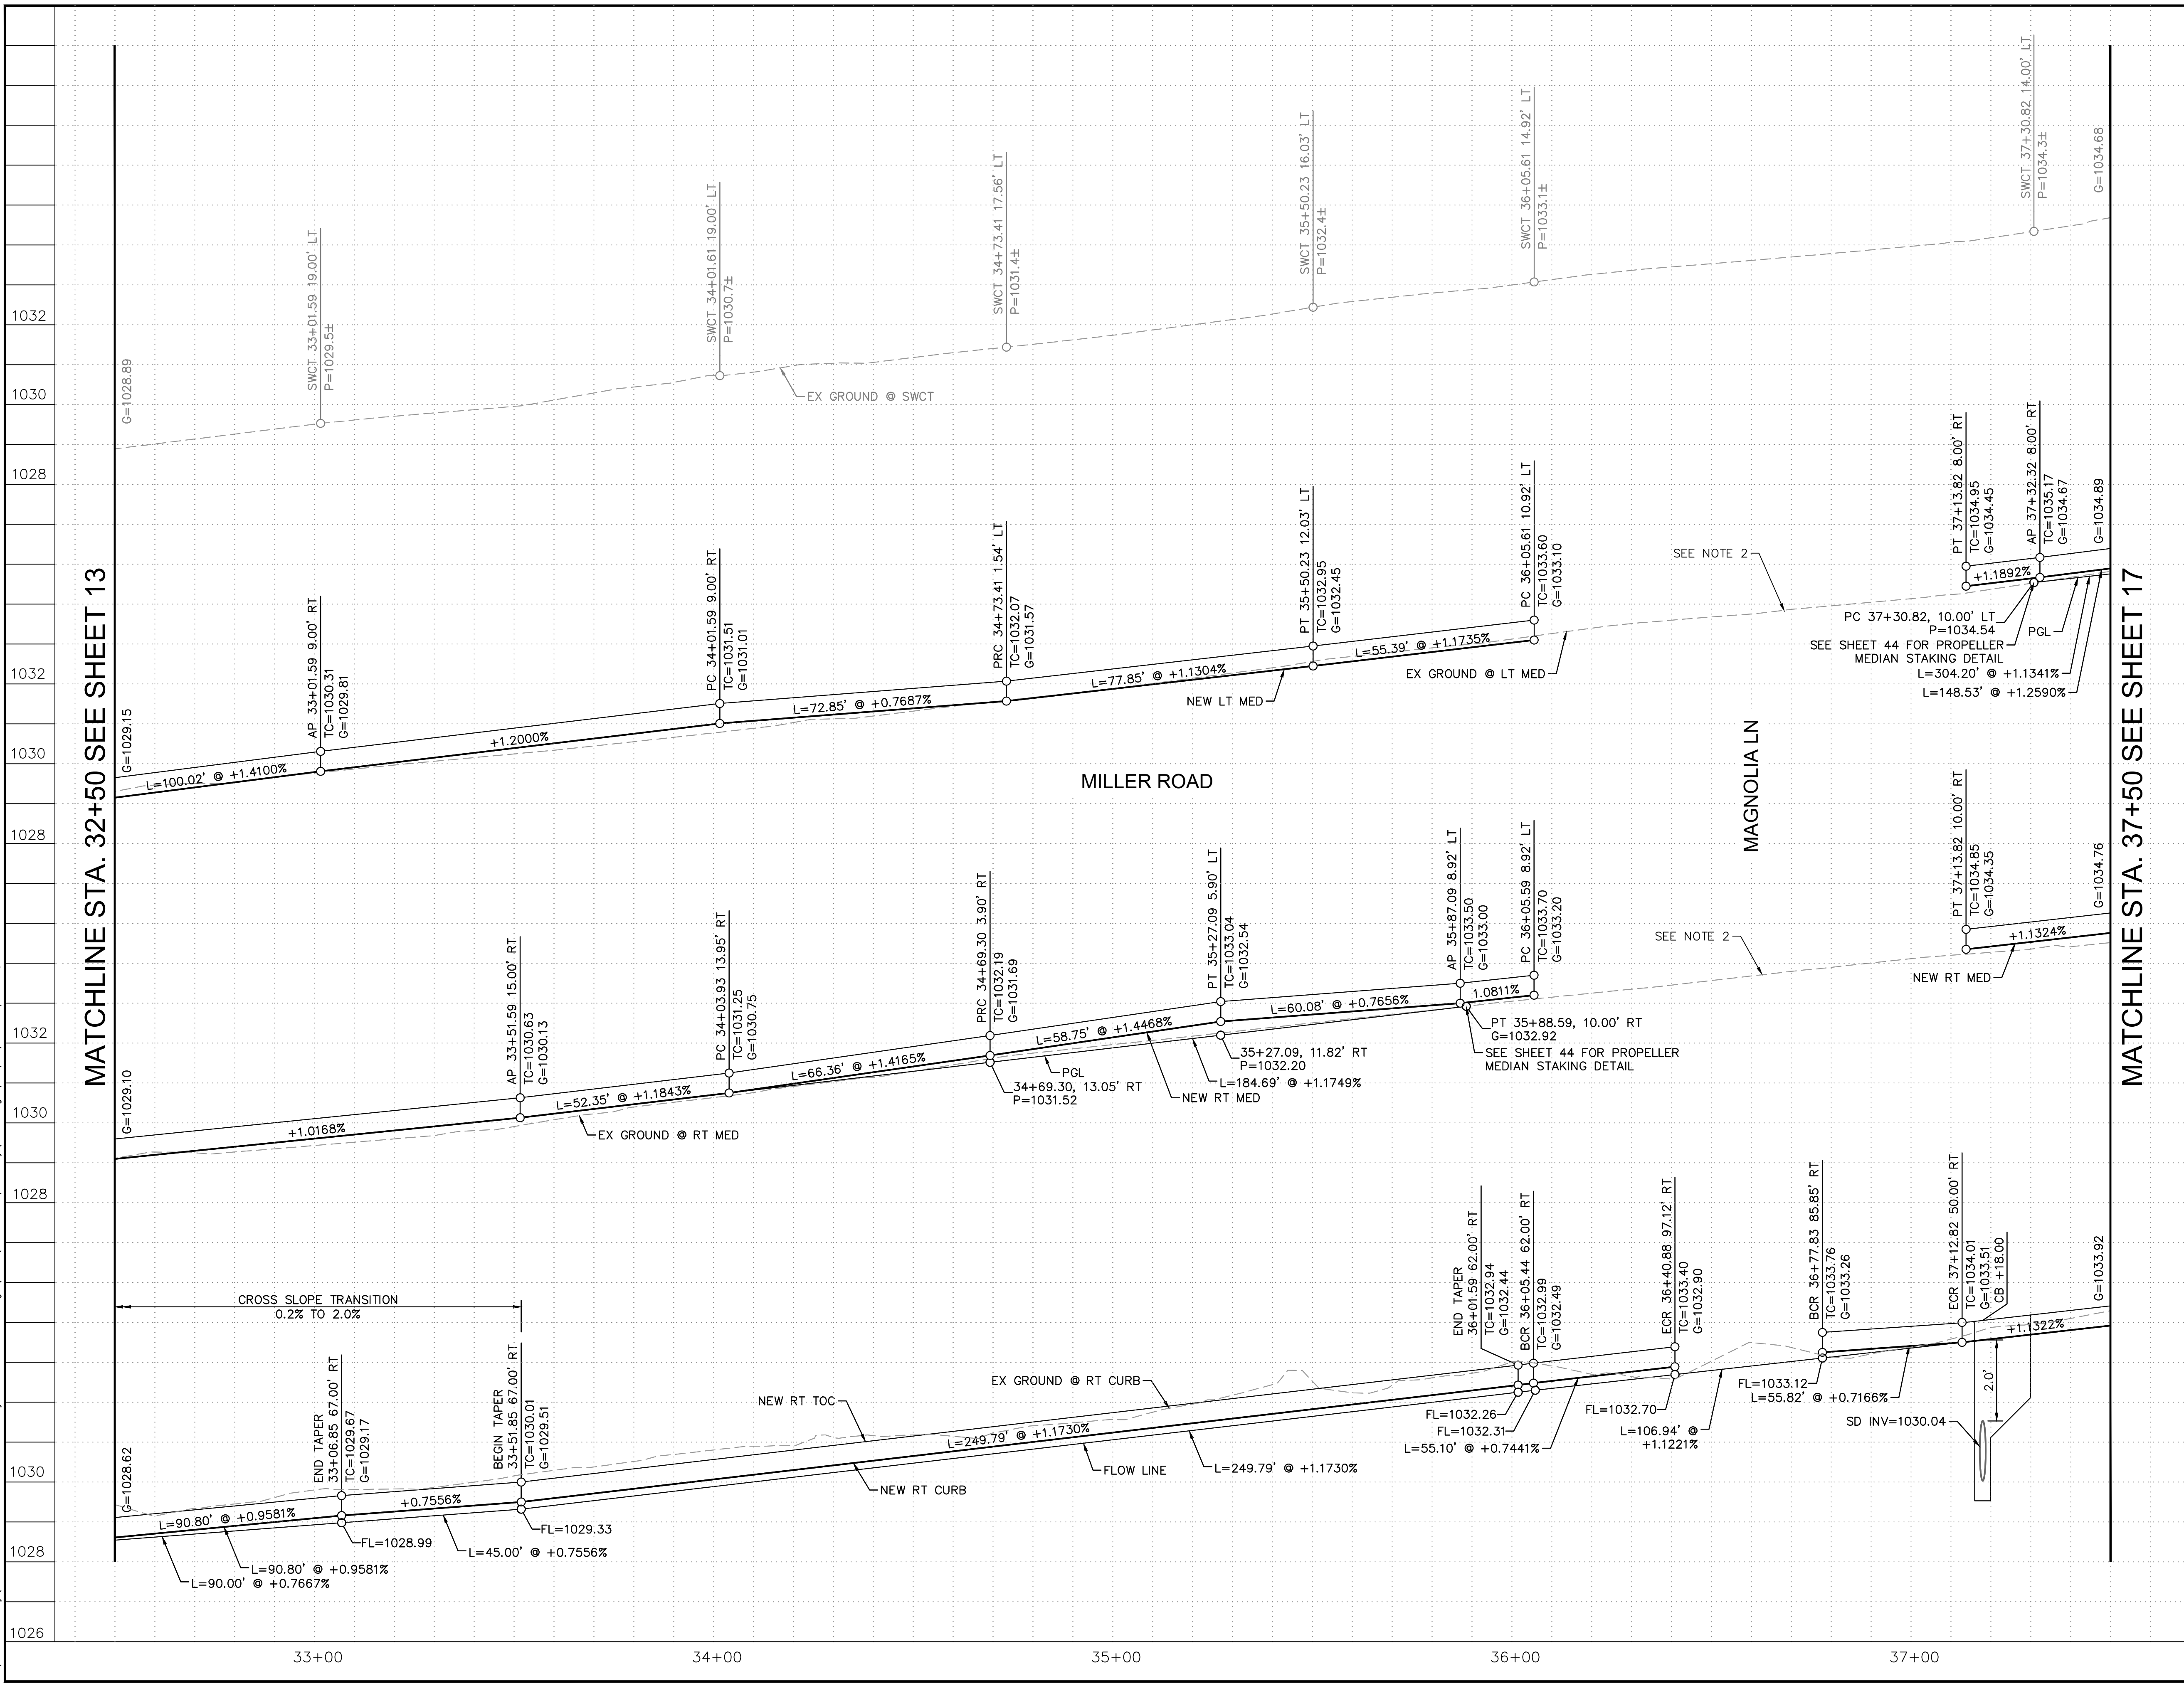 MATCHLINE STA. 32+50 SEE SHEET 13
MATCHLINE STA. 37+50 SEE SHEET 17
MILLER ROAD
MAGNOLIA LN
1032
1030
1028
G=1028.89
SWCT 33+01.59 19.00' LT
P=1029.5±
SWCT 34+01.61 19.00' LT
P=1030.7±
SWCT 34+73.41 17.56' LT
P=1031.4±
SWCT 35+50.23 16.03' LT
P=1032.4±
SWCT 36+05.61 14.92' LT
P=1033.1±
SWCT 37+30.82 14.00' LT
P=1034.3±
G=1034.68
EX GROUND @ SWCT
1032
1030
1028
G=1029.15
L=100.02' @ +1.4100%
AP 33+01.59 9.00' RT
TC=1030.31
G=1029.81
+1.2000%
PC 34+01.59 9.00' RT
TC=1031.51
G=1031.01
L=72.85' @ +0.7687%
PRC 34+73.41 1.54' LT
TC=1032.07
G=1031.57
L=77.85' @ +1.1304%
NEW LT MED
PT 35+50.23 12.03' LT
TC=1032.95
G=1032.45
L=55.39' @ +1.1735%
PC 36+05.61 10.92' LT
TC=1033.60
G=1033.10
EX GROUND @ LT MED
SEE NOTE 2
PT 37+13.82 8.00' RT
TC=1034.95
G=1034.45
+1.1892%
AP 37+32.32 8.00' RT
TC=1035.17
G=1034.67
G=1034.89
PC 37+30.82, 10.00' LT
P=1034.54
PGL
SEE SHEET 44 FOR PROPELLER
MEDIAN STAKING DETAIL
L=304.20' @ +1.1341%
L=148.53' @ +1.2590%
1032
1030
1028
G=1029.10
+1.0168%
AP 33+51.59 15.00' RT
TC=1030.63
G=1030.13
L=52.35' @ +1.1843%
EX GROUND @ RT MED
PC 34+03.93 13.95' RT
TC=1031.25
G=1030.75
L=66.36' @ +1.4165%
PRC 34+69.30 3.90' RT
TC=1032.19
G=1031.69
L=58.75' @ +1.4468%
PGL
34+69.30, 13.05' RT
P=1031.52
NEW RT MED
L=184.69' @ +1.1749%
PT 35+27.09 5.90' LT
TC=1033.04
G=1032.54
35+27.09, 11.82' RT
P=1032.20
L=60.08' @ +0.7656%
AP 35+87.09 8.92' LT
TC=1033.50
G=1033.00
1.0811%
PC 36+05.59 8.92' LT
TC=1033.70
G=1033.20
PT 35+88.59, 10.00' RT
G=1032.92
SEE SHEET 44 FOR PROPELLER
MEDIAN STAKING DETAIL
SEE NOTE 2
PT 37+13.82 10.00' RT
TC=1034.85
G=1034.35
+1.1324%
NEW RT MED
G=1034.76
1030
1028
1026
CROSS SLOPE TRANSITION
0.2% TO 2.0%
G=1028.62
L=90.80' @ +0.9581%
END TAPER
33+06.85 67.00' RT
TC=1029.67
G=1029.17
+0.7556%
BEGIN TAPER
33+51.85 67.00' RT
TC=1030.01
G=1029.51
FL=1029.33
FL=1028.99
L=45.00' @ +0.7556%
L=90.80' @ +0.9581%
L=90.00' @ +0.7667%
NEW RT TOC
EX GROUND @ RT CURB
L=249.79' @ +1.1730%
NEW RT CURB
FLOW LINE
L=249.79' @ +1.1730%
END TAPER
36+01.59 62.00' RT
TC=1032.94
G=1032.44
BCR 36+05.44 62.00' RT
TC=1032.99
G=1032.49
FL=1032.26
FL=1032.31
L=55.10' @ +0.7441%
ECR 36+40.88 97.12' RT
TC=1033.40
G=1032.90
FL=1032.70
L=106.94' @
+1.1221%
BCR 36+77.83 85.85' RT
TC=1033.76
G=1033.26
FL=1033.12
L=55.82' @ +0.7166%
ECR 37+12.82 50.00' RT
TC=1034.01
G=1033.51
CB +18.00
+1.1322%
2.0'
SD INV=1030.04
G=1033.92
33+00
34+00
35+00
36+00
37+00